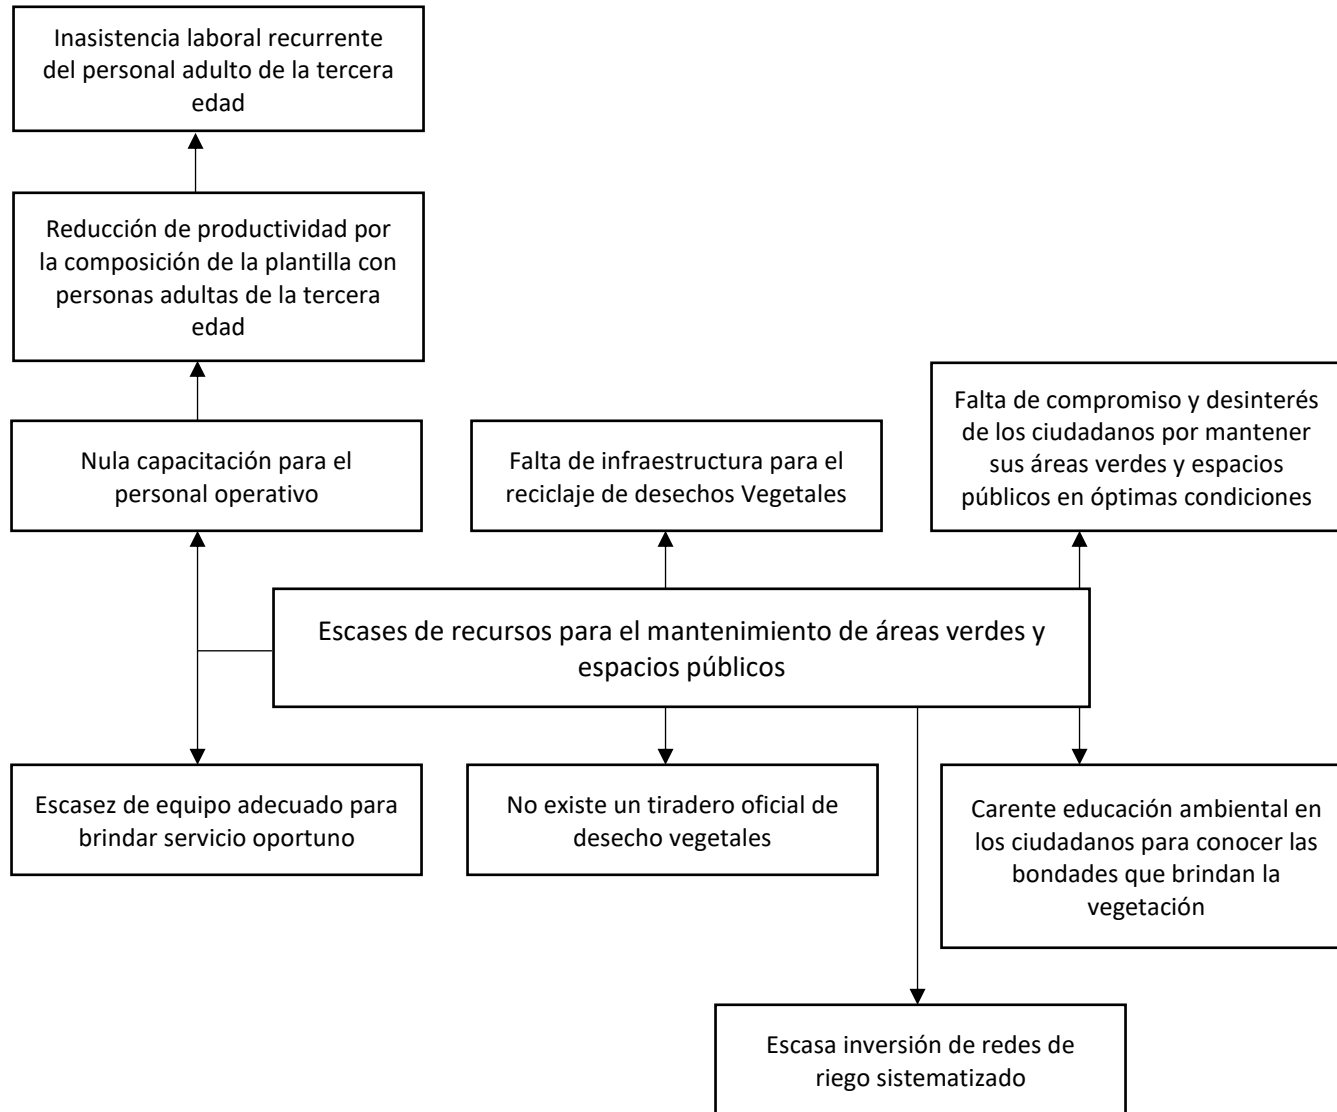 Inasistencia laboral recurrente
del personal adulto de la tercera
edad
Reducción de productividad por
la composición de la plantilla con
personas adultas de la tercera
edad
Nula capacitación para el
personal operativo
Falta de infraestructura para el
reciclaje de desechos Vegetales
Falta de compromiso y desinterés
de los ciudadanos por mantener
sus áreas verdes y espacios
públicos en óptimas condiciones
Escases de recursos para el mantenimiento de áreas verdes y
espacios públicos
Escasez de equipo adecuado para
brindar servicio oportuno
No existe un tiradero oficial de
desecho vegetales
Carente educación ambiental en
los ciudadanos para conocer las
bondades que brindan la
vegetación
Escasa inversión de redes de
riego sistematizado